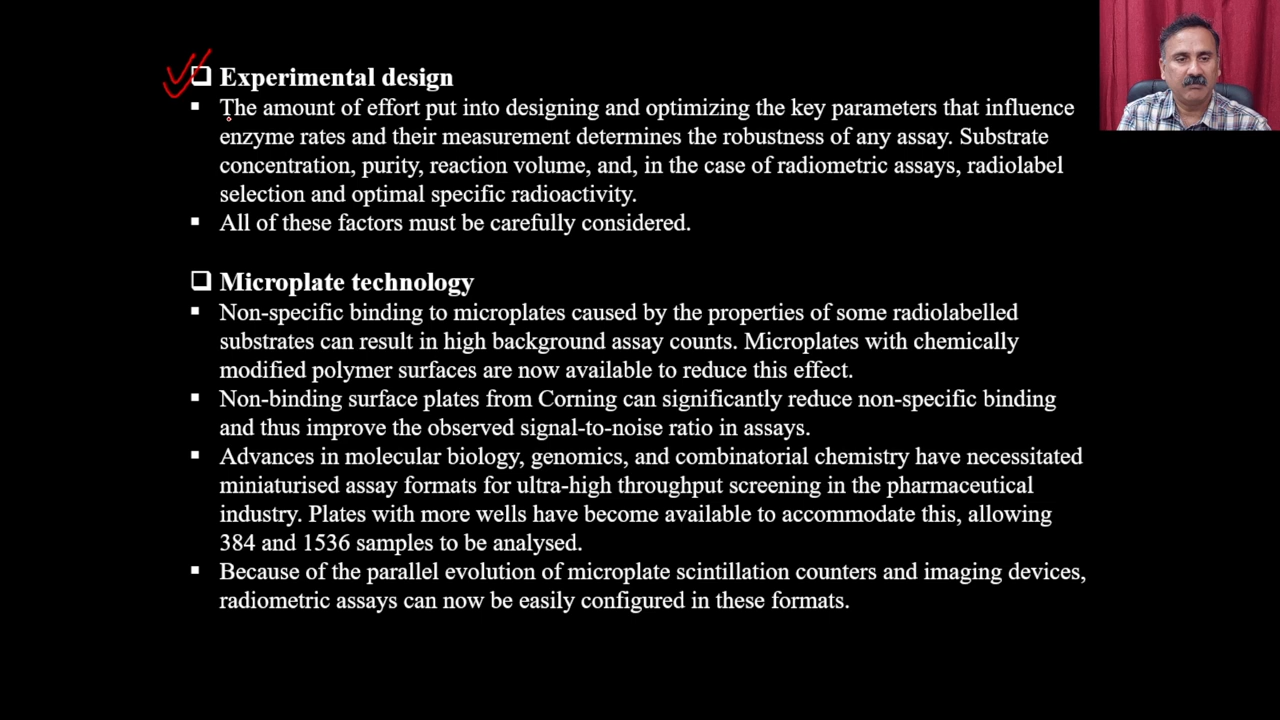 Experimental design
The amount of effort put into designing and optimizing the key parameters that influence
enzyme rates and their measurement determines the robustness of any assay. Substrate
concentration, purity, reaction volume, and, in the case of radiometric assays, radiolabel
selection and optimal specific radioactivity.
All of these factors must be carefully considered.
Microplate technology
Non-specific binding to microplates caused by the properties of some radiolabelled
substrates can result in high background assay counts. Microplates with chemically
modified polymer surfaces are now available to reduce this effect.
Non-binding surface plates from Corning can significantly reduce non-specific binding
and thus improve the observed signal-to-noise ratio in assays.
Advances in molecular biology, genomics, and combinatorial chemistry have necessitated
miniaturised assay formats for ultra-high throughput screening in the pharmaceutical
industry. Plates with more wells have become available to accommodate this, allowing
384 and 1536 samples to be analysed.
Because of the parallel evolution of microplate scintillation counters and imaging devices,
radiometric assays can now be easily configured in these formats.